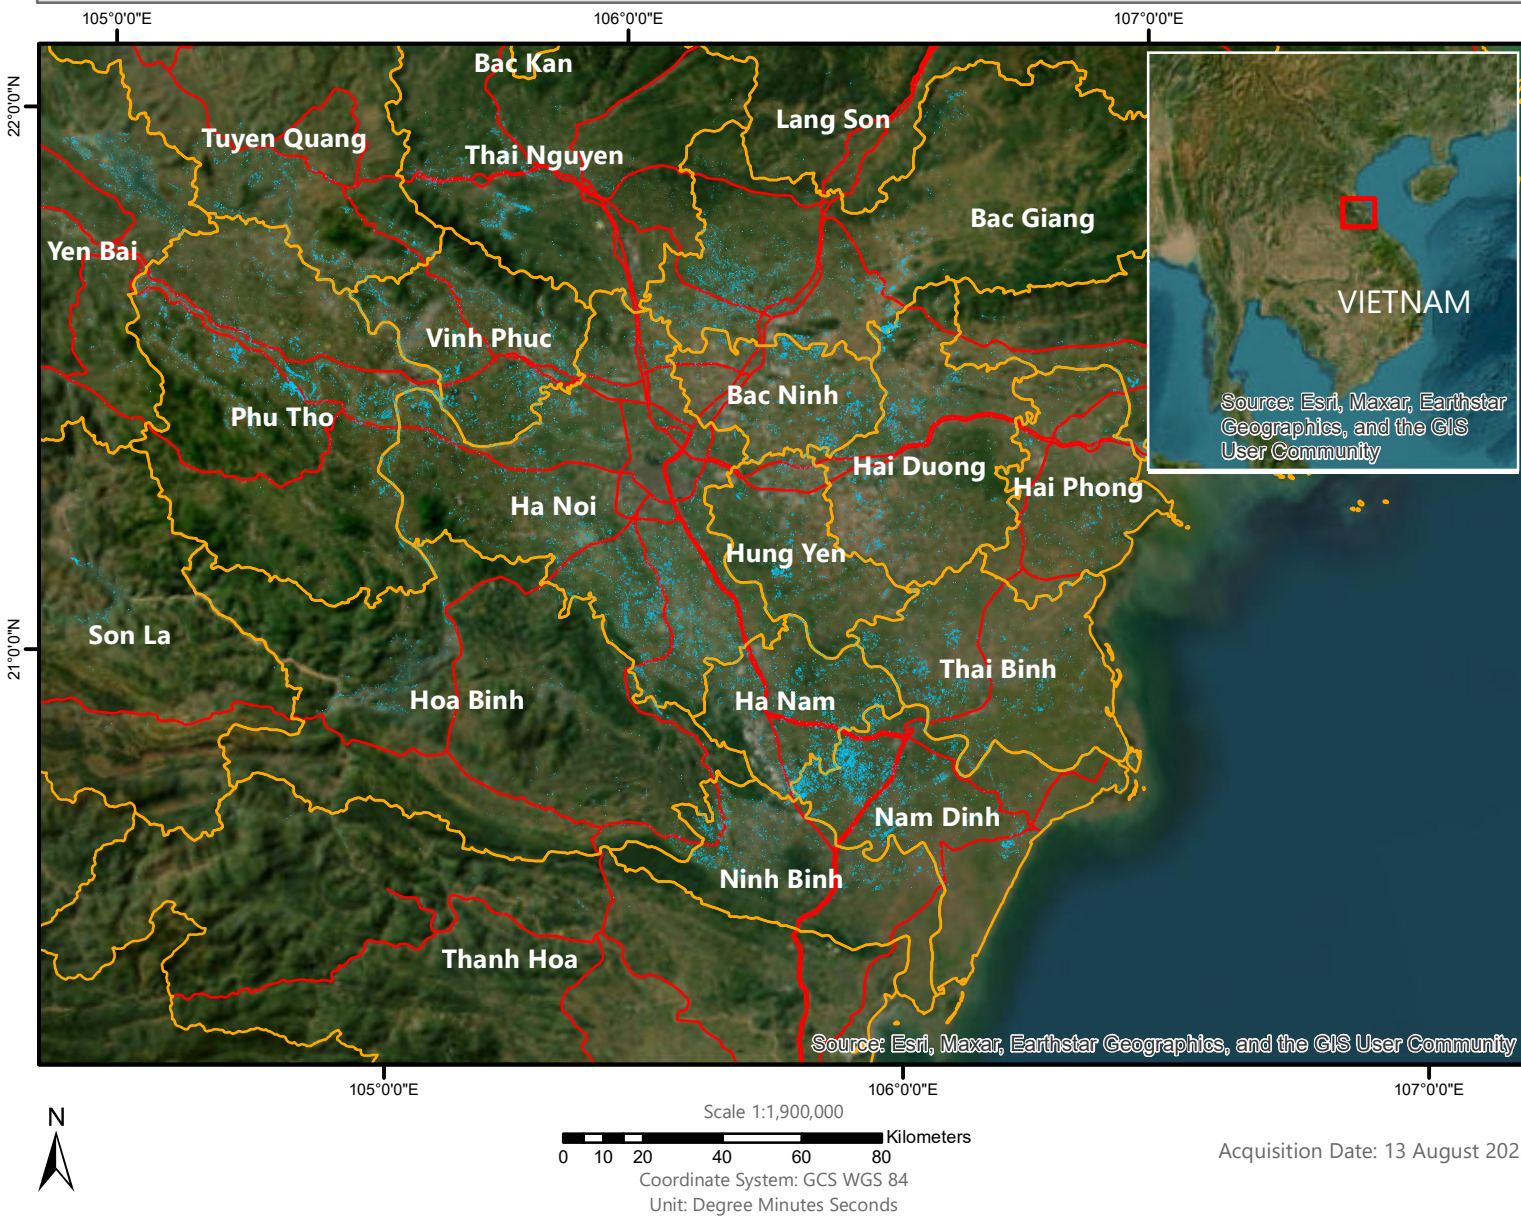 105°0'0"E
106°0'0"E
107°0'0"E
22°0'0"N
21°0'0"N
Bac Kan
Lang Son
Tuyen Quang
Thai Nguyen
Bac Giang
Yen Bai
Vinh Phuc
Bac Ninh
Phu Tho
Hai Duong
Hai Phong
Ha Noi
Hung Yen
Son La
Thai Binh
Hoa Binh
Ha Nam
Nam Dinh
Ninh Binh
Thanh Hoa
VIETNAM
Source: Esri, Maxar, Earthstar
Geographics, and the GIS
User Community
Source: Esri, Maxar, Earthstar Geographics, and the GIS User Community
105°0'0"E
106°0'0"E
107°0'0"E
N
Scale 1:1,900,000
Kilometers
0 10 20 40 60 80
Coordinate System: GCS WGS 84
Unit: Degree Minutes Seconds
Acquisition Date: 13 August 202